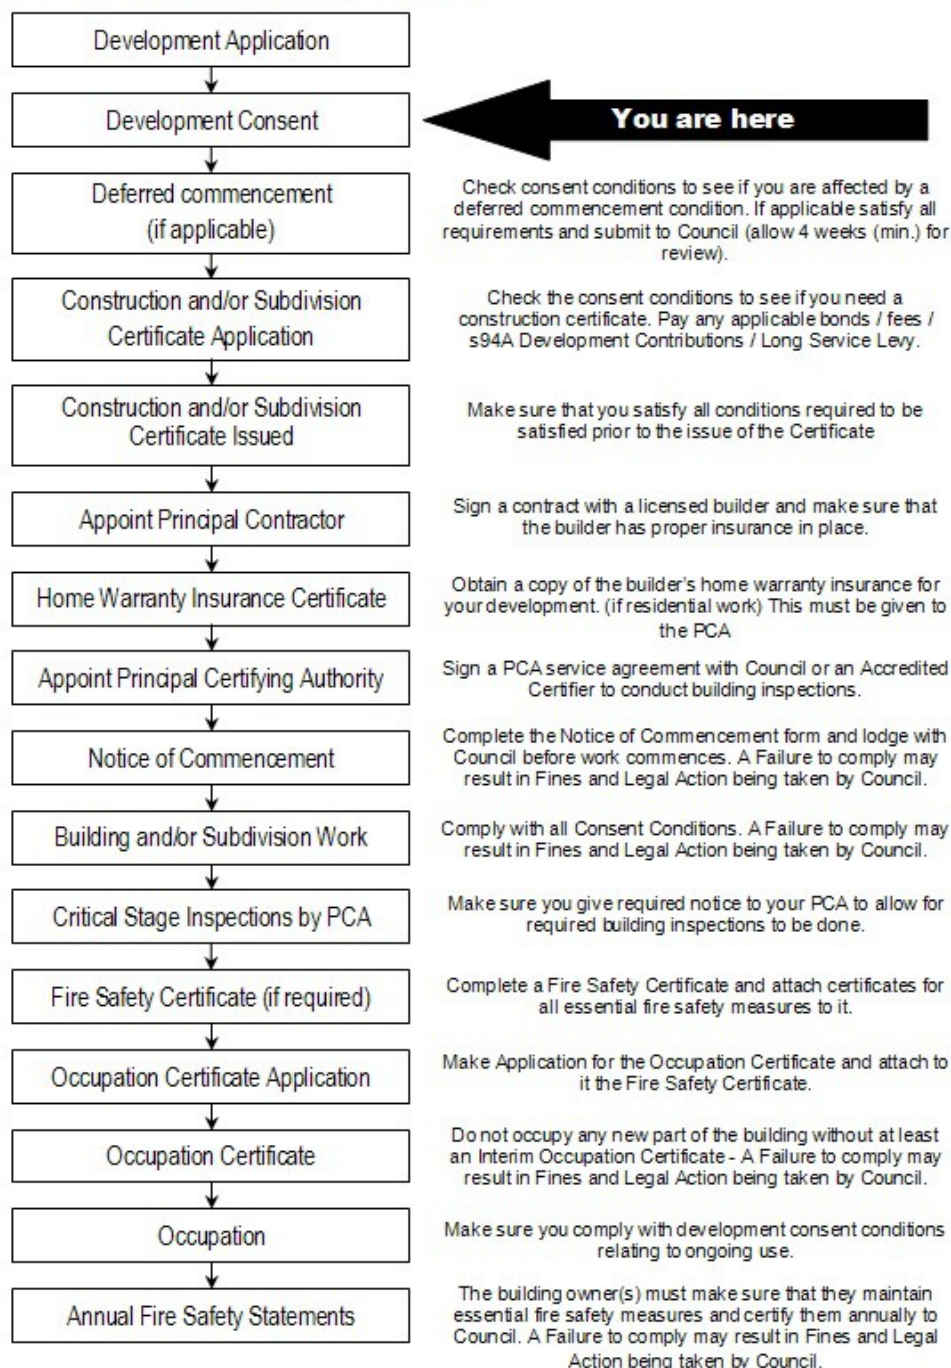 Development Application
Development Consent
You are here
Deferred commencement
(if applicable)
Check consent conditions to see if you are affected by a
deferred commencement condition. If applicable satisfy all
requirements and submit to Council (allow 4 weeks (min.) for
review).
Construction and/or Subdivision
Certificate Application
Check the consent conditions to see if you need a
construction certificate. Pay any applicable bonds / fees /
s94A Development Contributions / Long Service Levy.
Construction and/or Subdivision
Certificate Issued
Make sure that you satisfy all conditions required to be
satisfied prior to the issue of the Certificate
Appoint Principal Contractor
Sign a contract with a licensed builder and make sure that
the builder has proper insurance in place.
Home Warranty Insurance Certificate
Obtain a copy of the builder's home warranty insurance for
your development. (if residential work) This must be given to
the PCA
Appoint Principal Certifying Authority
Sign a PCA service agreement with Council or an Accredited
Certifier to conduct building inspections.
Notice of Commencement
Complete the Notice of Commencement form and lodge with
Council before work commences. A Failure to comply may
result in Fines and Legal Action being taken by Council.
Building and/or Subdivision Work
Comply with all Consent Conditions. A Failure to comply may
result in Fines and Legal Action being taken by Council.
Critical Stage Inspections by PCA
Make sure you give required notice to your PCA to allow for
required building inspections to be done.
Fire Safety Certificate (if required)
Complete a Fire Safety Certificate and attach certificates for
all essential fire safety measures to it.
Occupation Certificate Application
Make Application for the Occupation Certificate and attach to
it the Fire Safety Certificate.
Occupation Certificate
Do not occupy any new part of the building without at least
an Interim Occupation Certificate - A Failure to comply may
result in Fines and Legal Action being taken by Council.
Occupation
Make sure you comply with development consent conditions
relating to ongoing use.
Annual Fire Safety Statements
The building owner(s) must make sure that they maintain
essential fire safety measures and certify them annually to
Council. A Failure to comply may result in Fines and Legal
Action being taken by Council.